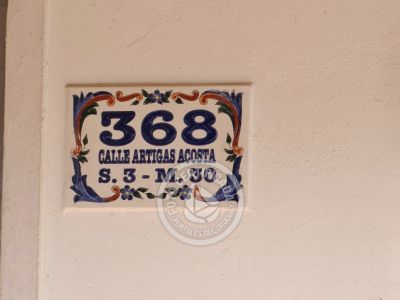 368
CALLE ARTIGAS ACOSTA
S. 3 - M. 30